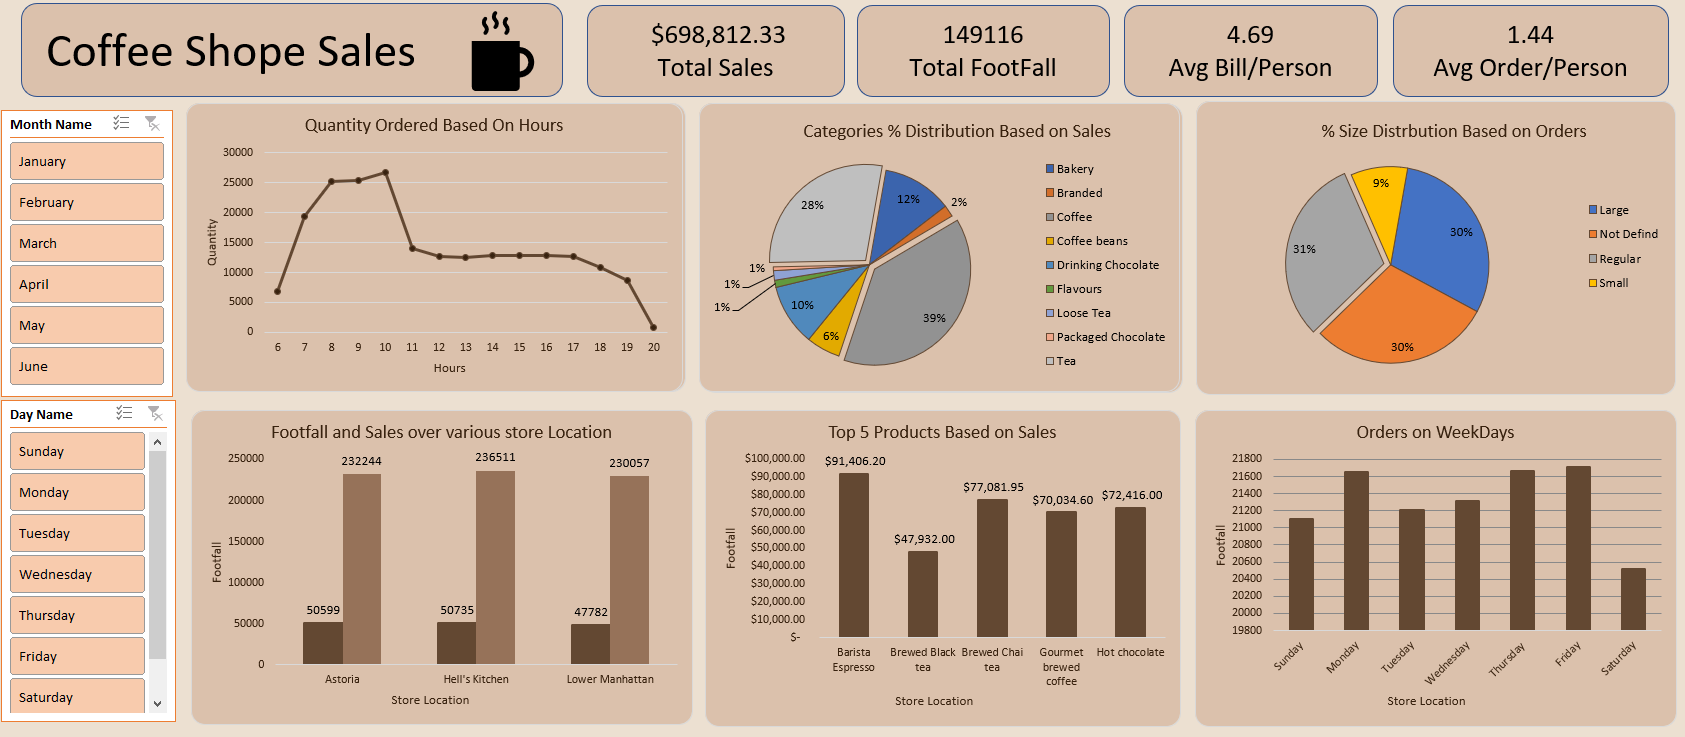 Coffee Shope Sales
$698,812.33
Total Sales
149116
Total FootFall
4.69
Avg Bill/Person
1.44
Avg Order/Person
Month Name
January
February
March
April
May
June
Day Name
Sunday
Monday
Tuesday
Wednesday
Thursday
Friday
Saturday
Quantity Ordered Based On Hours
Quantity
30000
25000
20000
15000
10000
5000
0
6 7 8 9 10 11 12 13 14 15 16 17 18 19 20
Hours
Categories % Distribution Based on Sales
12%
2%
39%
6%
10%
1%
1%
1%
28%
Bakery
Branded
Coffee
Coffee beans
Drinking Chocolate
Flavours
Loose Tea
Packaged Chocolate
Tea
% Size Distrbution Based on Orders
30%
30%
31%
9%
Large
Not Defind
Regular
Small
Footfall and Sales over various store Location
Footfall
250000
200000
150000
100000
50000
0
50599 232244
50735 236511
47782 230057
Astoria Hell's Kitchen Lower Manhattan
Store Location
Top 5 Products Based on Sales
Footfall
$100,000.00
$90,000.00
$80,000.00
$70,000.00
$60,000.00
$50,000.00
$40,000.00
$30,000.00
$20,000.00
$10,000.00
$-
$91,406.20
$47,932.00
$77,081.95
$70,034.60
$72,416.00
Barista
Espresso
Brewed Black
tea
Brewed Chai
tea
Gourmet
brewed
coffee
Hot chocolate
Store Location
Orders on WeekDays
Footfall
21800
21600
21400
21200
21000
20800
20600
20400
20200
20000
19800
Sunday
Monday
Tuesday
Wednesday
Thursday
Friday
Saturday
Store Location